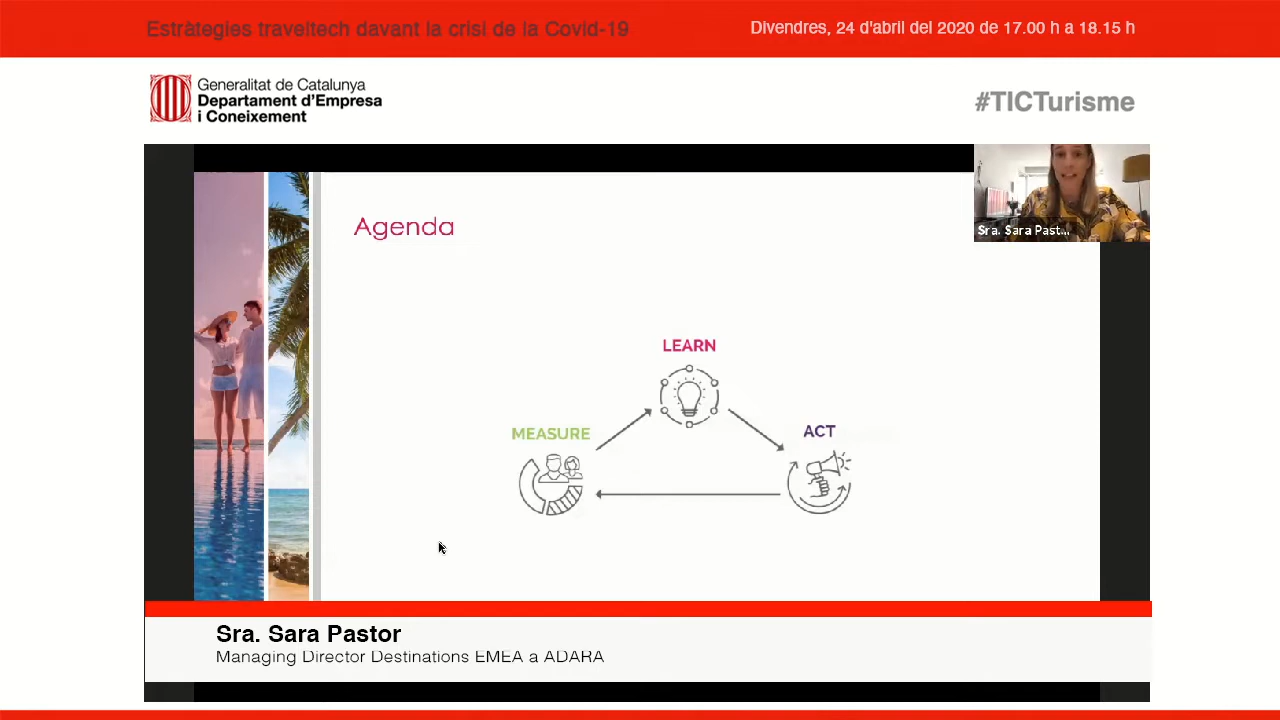 Estràtegies traveltech davant la crisi de la Covid-19
Divendres, 24 d'abril del 2020 de 17.00 h a 18.15 h
Generalitat de Catalunya
Departament d'Empresa
i Coneixement
#TICTurisme
Sra. Sara Past...
Agenda
LEARN
MEASURE
ACT
Sra. Sara Pastor
Managing Director Destinations EMEA a ADARA